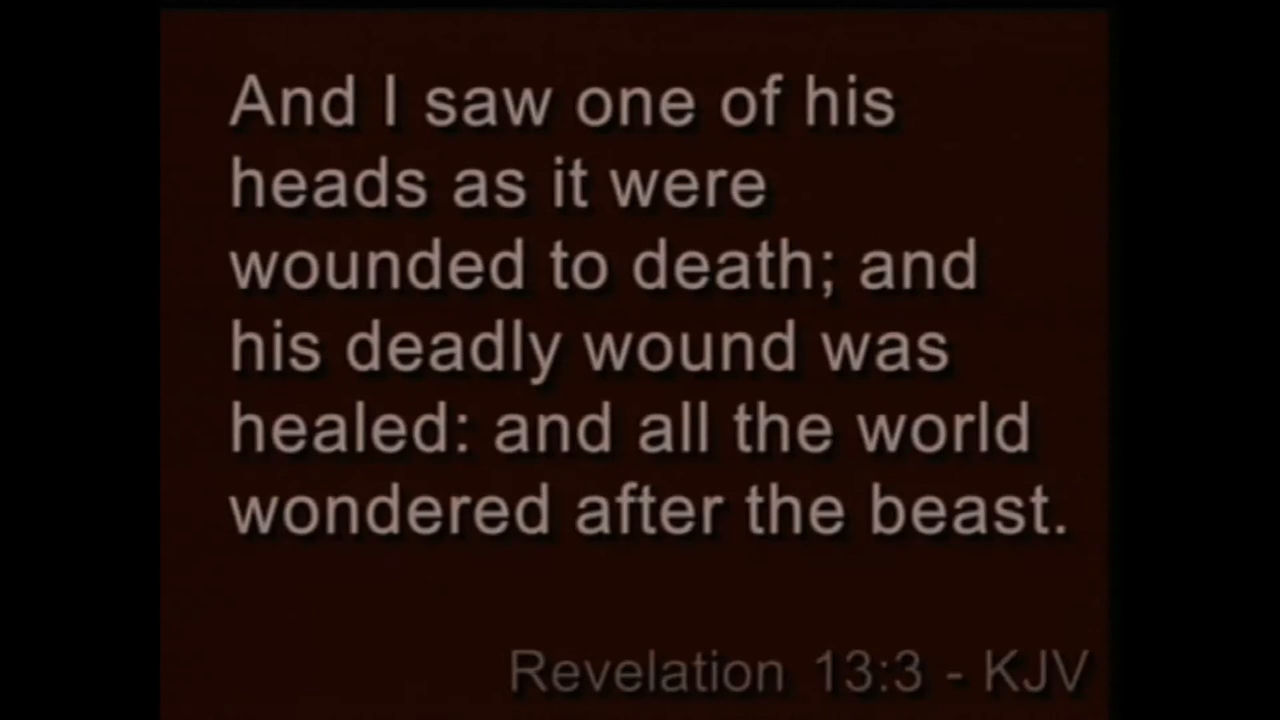 And I saw one of his
heads as it were
wounded to death; and
his deadly wound was
healed: and all the world
wondered after the beast.
Revelation 13:3 - KJV